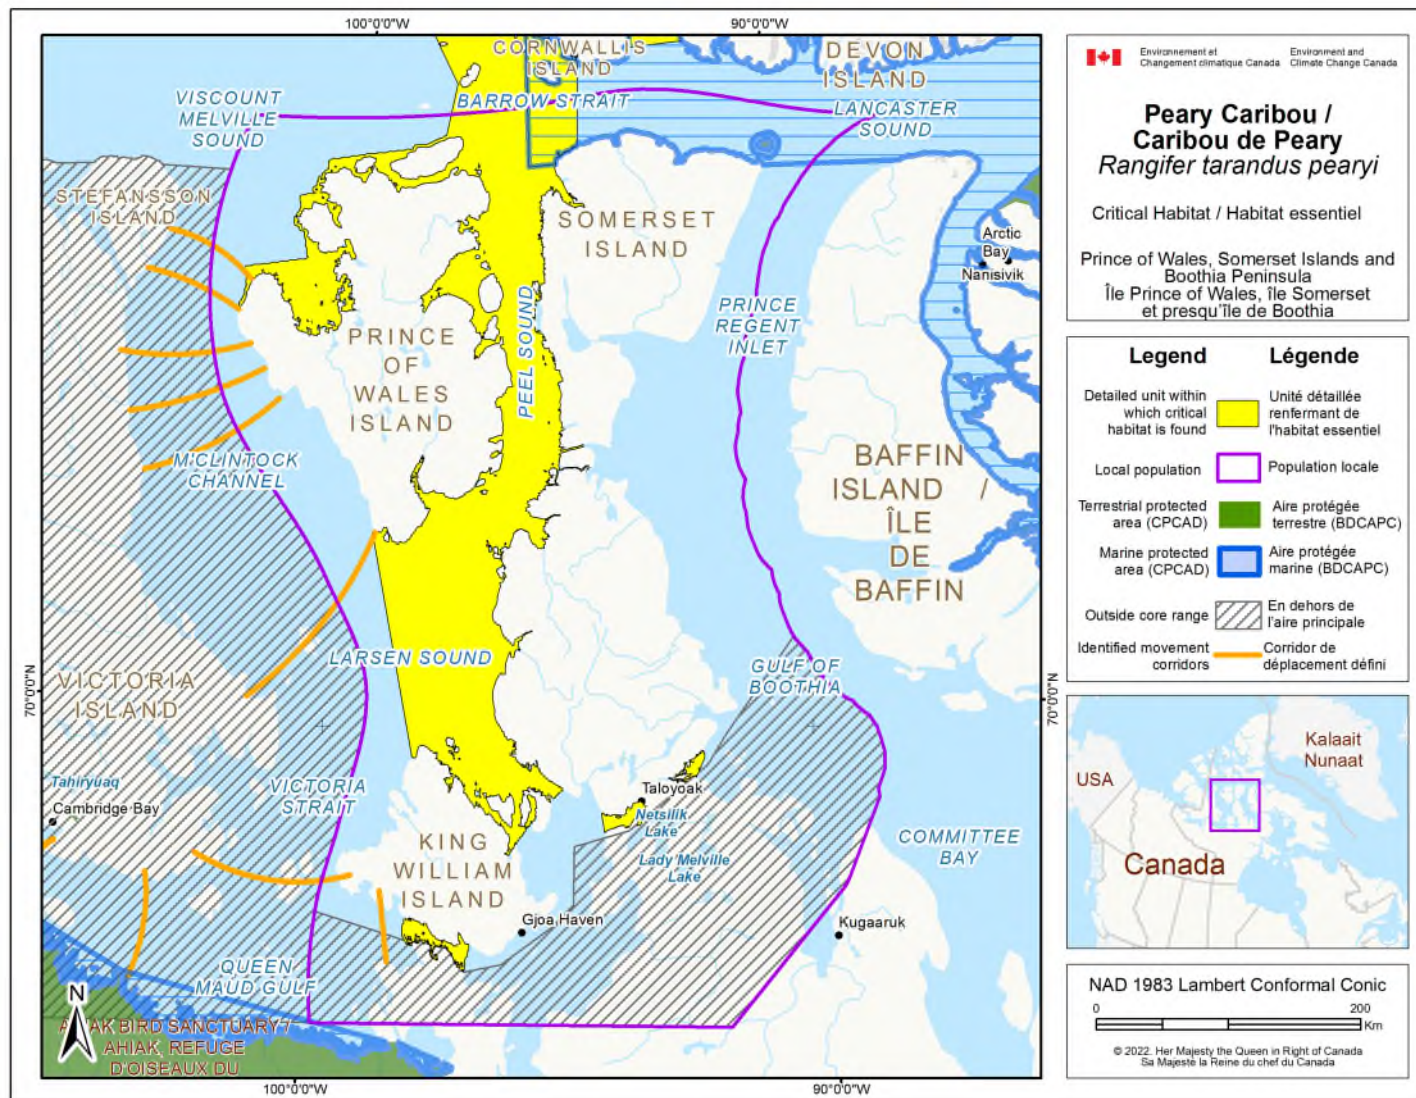 100°0'0"W
90°0'0"W
CORNWALLIS
ISLAND
DEVON
ISLAND
VISCOUNT
MELVILLE
SOUND
BARROW STRAIT
LANCASTER
SOUND
STEFANSSON
ISLAND
SOMERSET
ISLAND
Arctic
Bay
Nanisivik
PEEL SOUND
PRINCE
REGENT
INLET
PRINCE
OF
WALES
ISLAND
M'CLINTOCK
CHANNEL
BAFFIN
ISLAND /
ÎLE
DE
BAFFIN
LARSEN SOUND
GULF OF
BOOTHIA
VICTORIA
ISLAND
70°0'0"N
70°0'0"N
Tahiryuaq
Cambridge Bay
VICTORIA
STRAIT
Taloyoak
Netsilik
Lake
Lady Melville
Lake
COMMITTEE
BAY
KING
WILLIAM
ISLAND
Gjoa Haven
Kugaaruk
QUEEN
MAUD GULF
N
AHIAK BIRD SANCTUARY /
AHIAK, REFUGE
D'OISEAUX DU
100°0'0"W
90°0'0"W
Environnement et
Changement climatique Canada
Environment and
Climate Change Canada
Peary Caribou /
Caribou de Peary
Rangifer tarandus pearyi
Critical Habitat / Habitat essentiel
Prince of Wales, Somerset Islands and
Boothia Peninsula
Île Prince of Wales, île Somerset
et presqu'île de Boothia
Legend Légende
Detailed unit within
which critical
habitat is found
Unité détaillée
renfermant de
l'habitat essentiel
Local population
Population locale
Terrestrial protected
area (CPCAD)
Aire protégée
terrestre (BDCAPC)
Marine protected
area (CPCAD)
Aire protégée
marine (BDCAPC)
Outside core range
En dehors de
l'aire principale
Identified movement
corridors
Corridor de
déplacement défini
USA
Kalaait
Nunaat
Canada
NAD 1983 Lambert Conformal Conic
0 200
Km
© 2022. Her Majesty the Queen in Right of Canada
Sa Majesté la Reine du chef du Canada